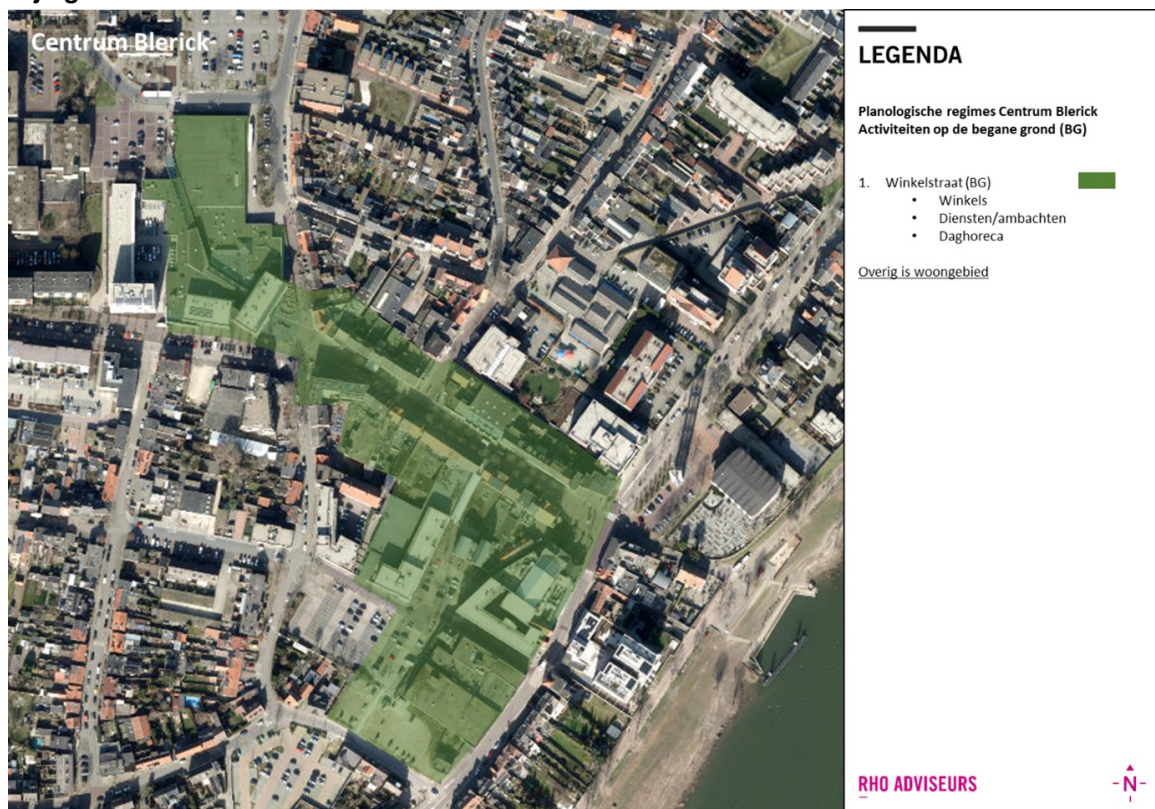 Centrum Blerick-
LEGENDA
Planologische regimes Centrum Blerick
Activiteiten op de begane grond (BG)
1. Winkelstraat (BG)
• Winkels
• Diensten/ambachten
• Daghoreca
Overig is woongebied
RHO ADVISEURS
-N-